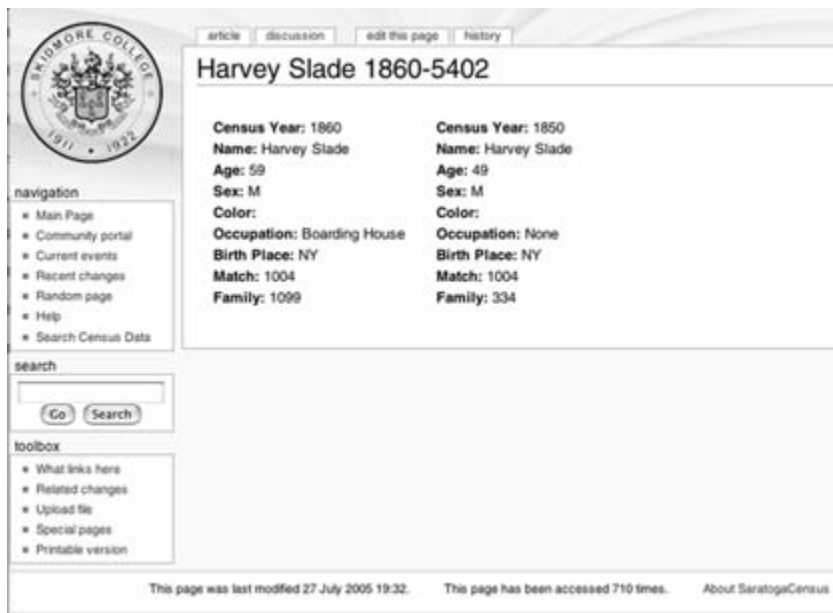 SKIDMORE COLLEGE
1911 • 1922
article discussion edit this page history
Harvey Slade 1860-5402
Census Year: 1860 Census Year: 1850
Name: Harvey Slade Name: Harvey Slade
Age: 59 Age: 49
Sex: M Sex: M
Color: Color:
Occupation: Boarding House Occupation: None
Birth Place: NY Birth Place: NY
Match: 1004 Match: 1004
Family: 1099 Family: 334
navigation
Main Page
Community portal
Current events
Recent changes
Random page
Help
Search Census Data
search
Go Search
toolbox
What links here
Related changes
Upload file
Special pages
Printable version
This page was last modified 27 July 2005 19:32. This page has been accessed 710 times. About SaratogaCensus